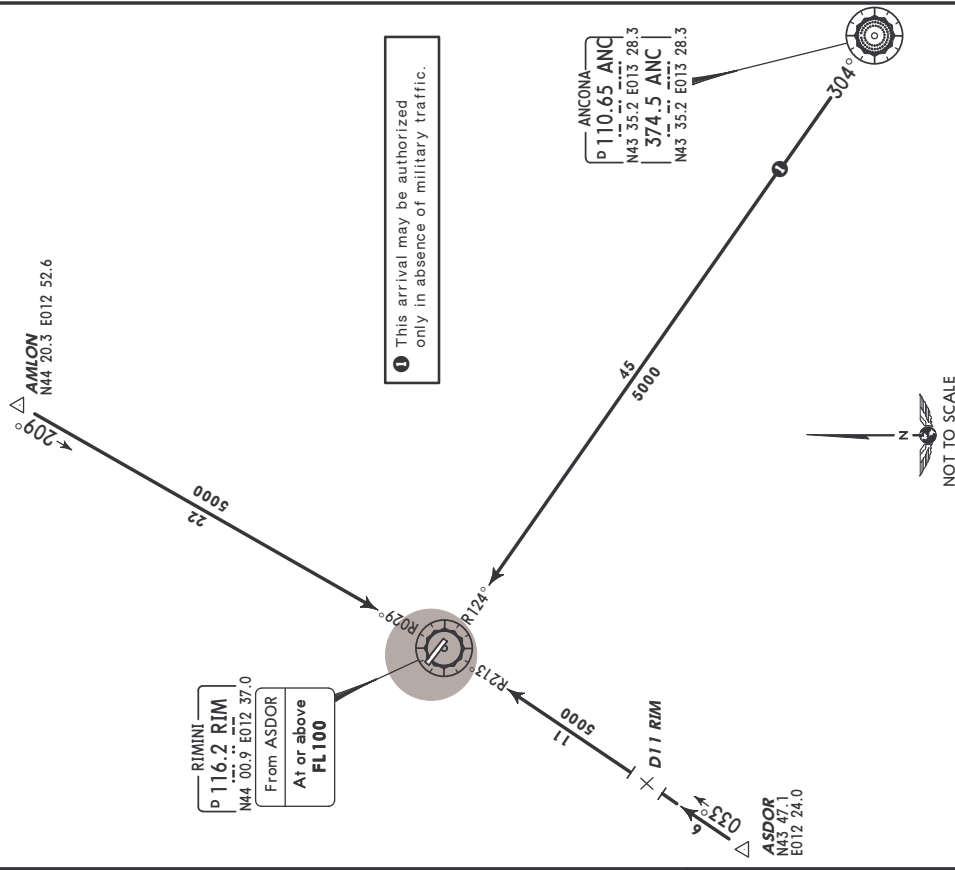 AMLON
N44 20.3 E012 52.6
209°
22
5000
R029°
❶ This arrival may be authorized
only in absence of military traffic.
ANCONA
D 110.65 ANC
N43 35.2 E013 28.3
374.5 ANC
N43 35.2 E013 28.3
304°
1
45
5000
R124°
RIMINI
D 116.2 RIM
N44 00.9 E012 37.0
From ASDOR
At or above
FL100
R213°
11
5000
D11 RIM
6
033°
ASDOR
N43 47.1
E012 24.0
N
NOT TO SCALE